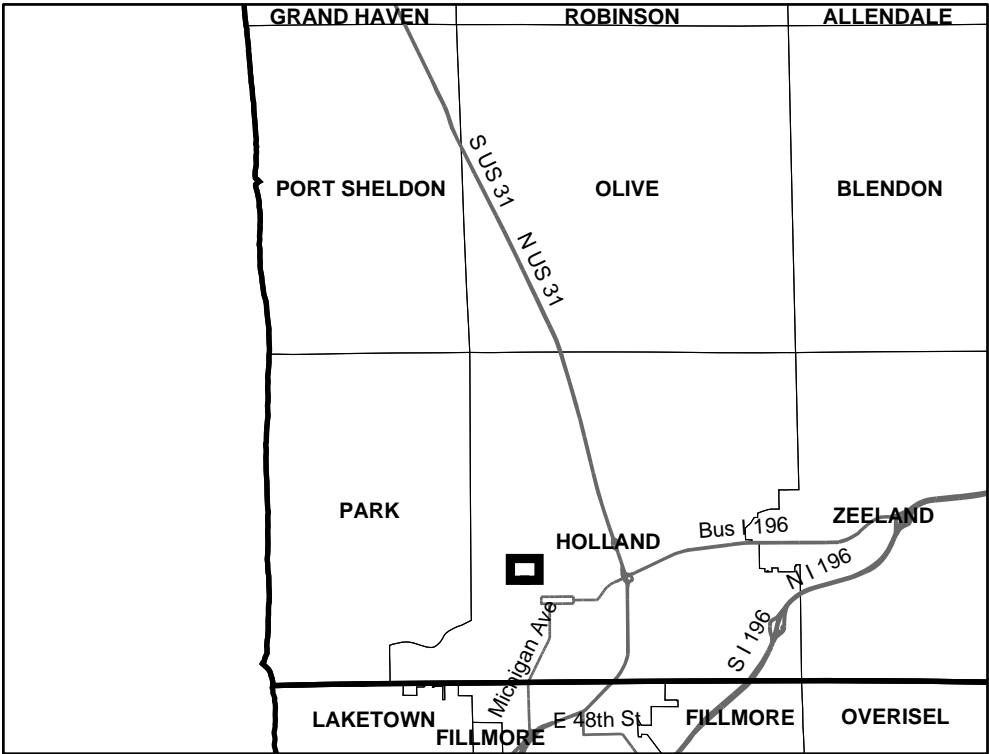 GRAND HAVEN
ROBINSON
ALLENDALE
S US 31
PORT SHELDON
OLIVE
BLENDON
N US 31
PARK
HOLLAND
Bus I 196
ZEELAND
N I 196
Michigan Ave
S I 196
LAKETOWN
FILLMORE
E 48th St
FILLMORE
OVERISEL